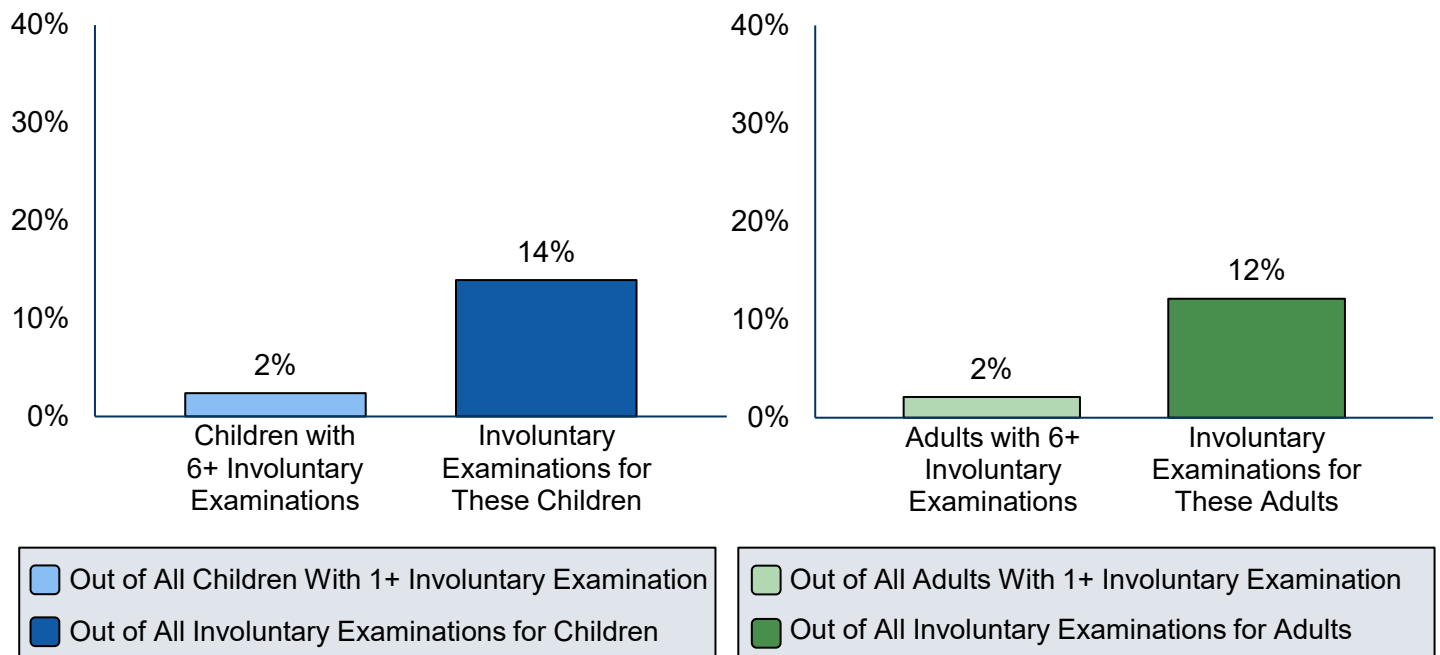 40%
30%
20%
10%
0%
2%
14%
Children with
6+ Involuntary
Examinations
Involuntary
Examinations for
These Children
Out of All Children With 1+ Involuntary Examination
Out of All Involuntary Examinations for Children
40%
30%
20%
10%
0%
2%
12%
Adults with 6+
Involuntary
Examinations
Involuntary
Examinations for
These Adults
Out of All Adults With 1+ Involuntary Examination
Out of All Involuntary Examinations for Adults